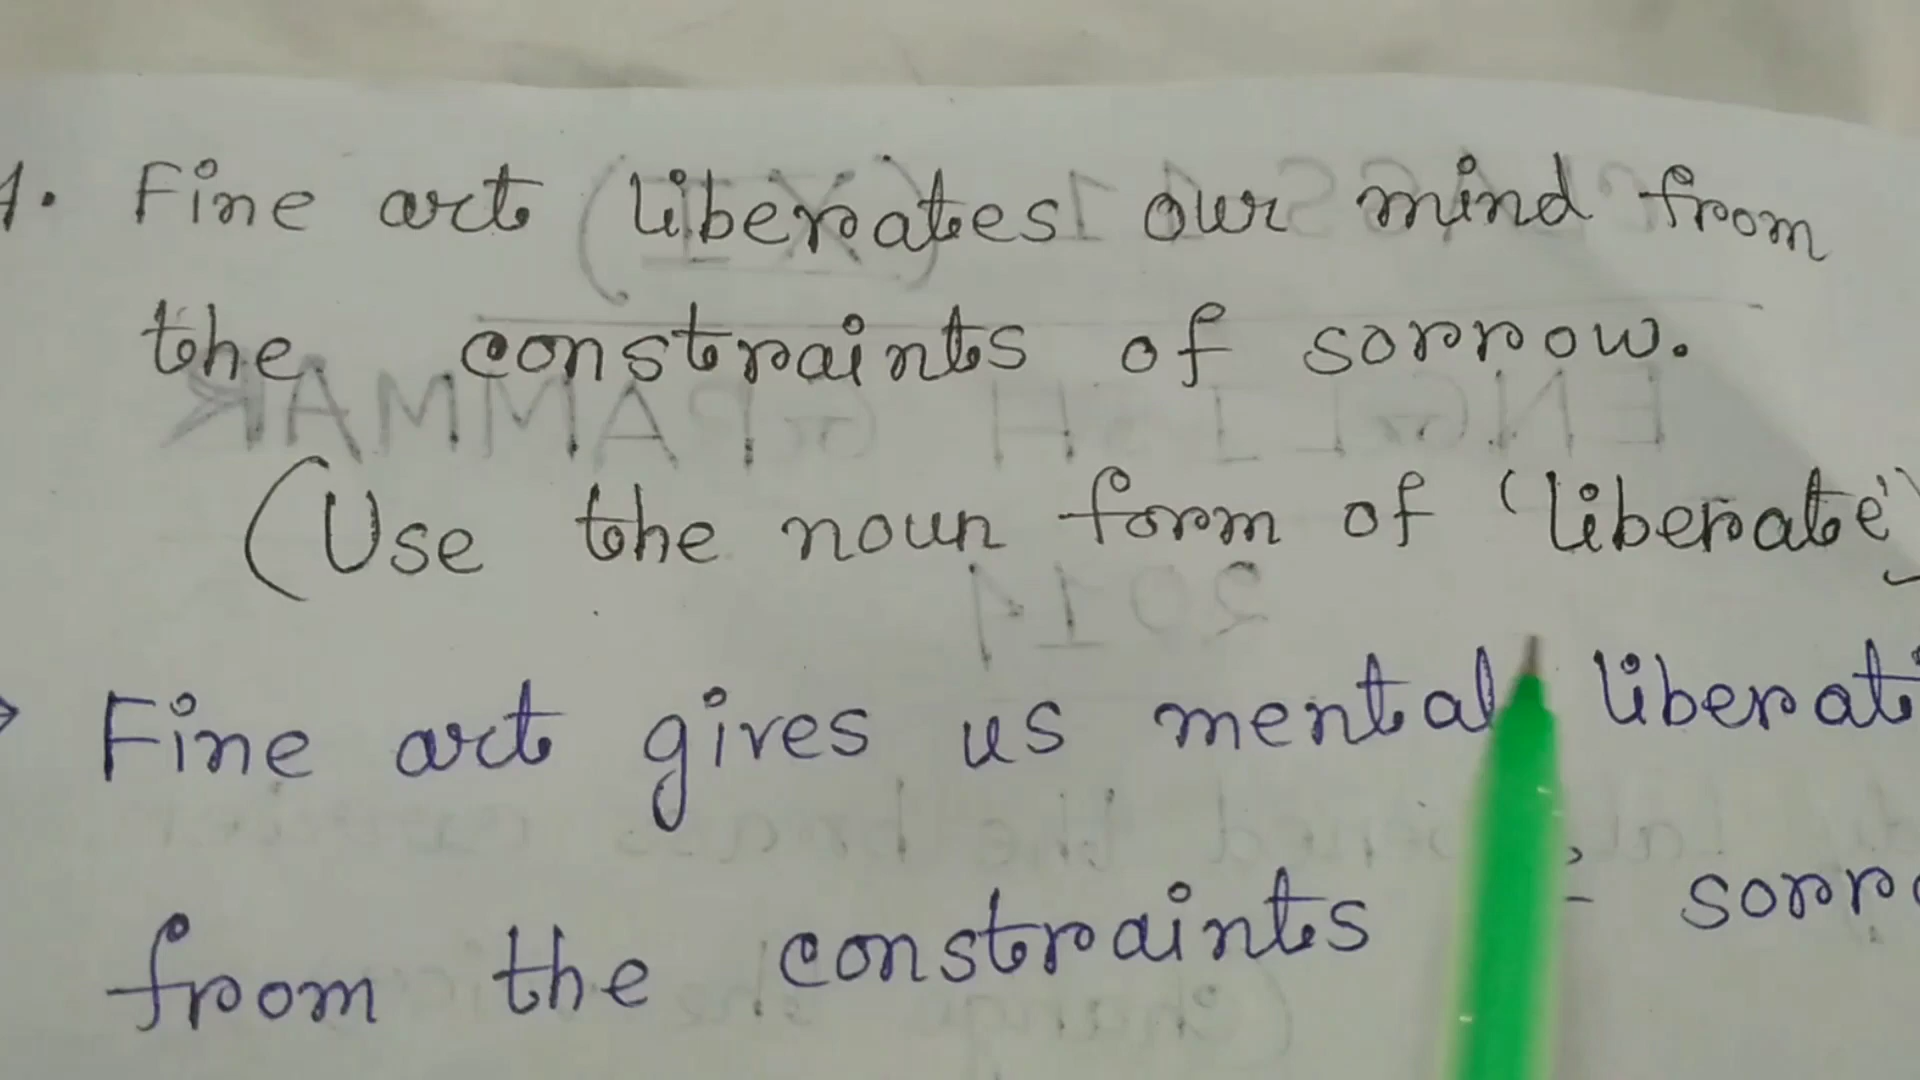 1. Fine art liberates our mind from
the constraints of sorrow.
(Use the noun form of 'liberate')
Fine art gives us mental
from the constraints